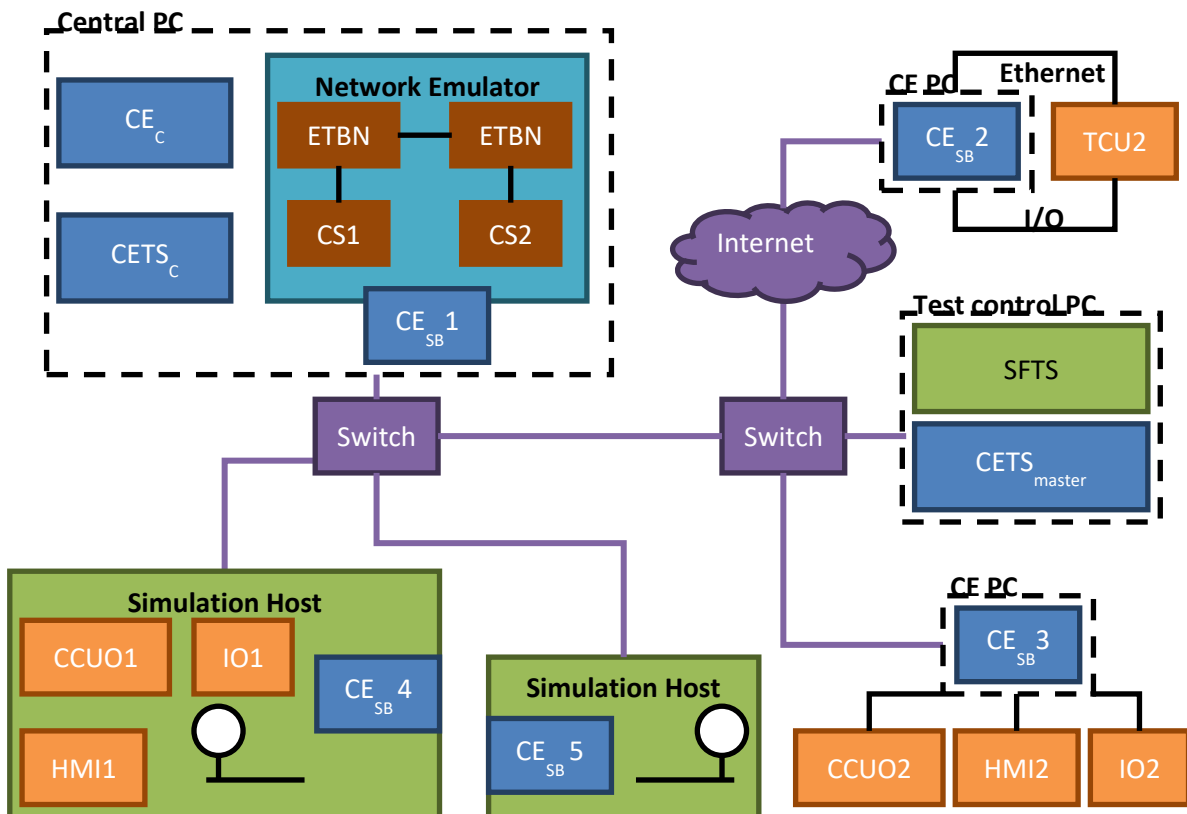 Central PC
CE C
CETS C
Network Emulator
ETBN
ETBN
CS1
CS2
CE SB 1
Ethernet
CE PC
CE SB 2
TCU2
I/O
Internet
Test control PC
SFTS
CETS master
Switch
Switch
Simulation Host
CCUO1
IO1
CE SB 4
HMI1
Simulation Host
CE SB 5
CE PC
CE SB 3
CCUO2
HMI2
IO2